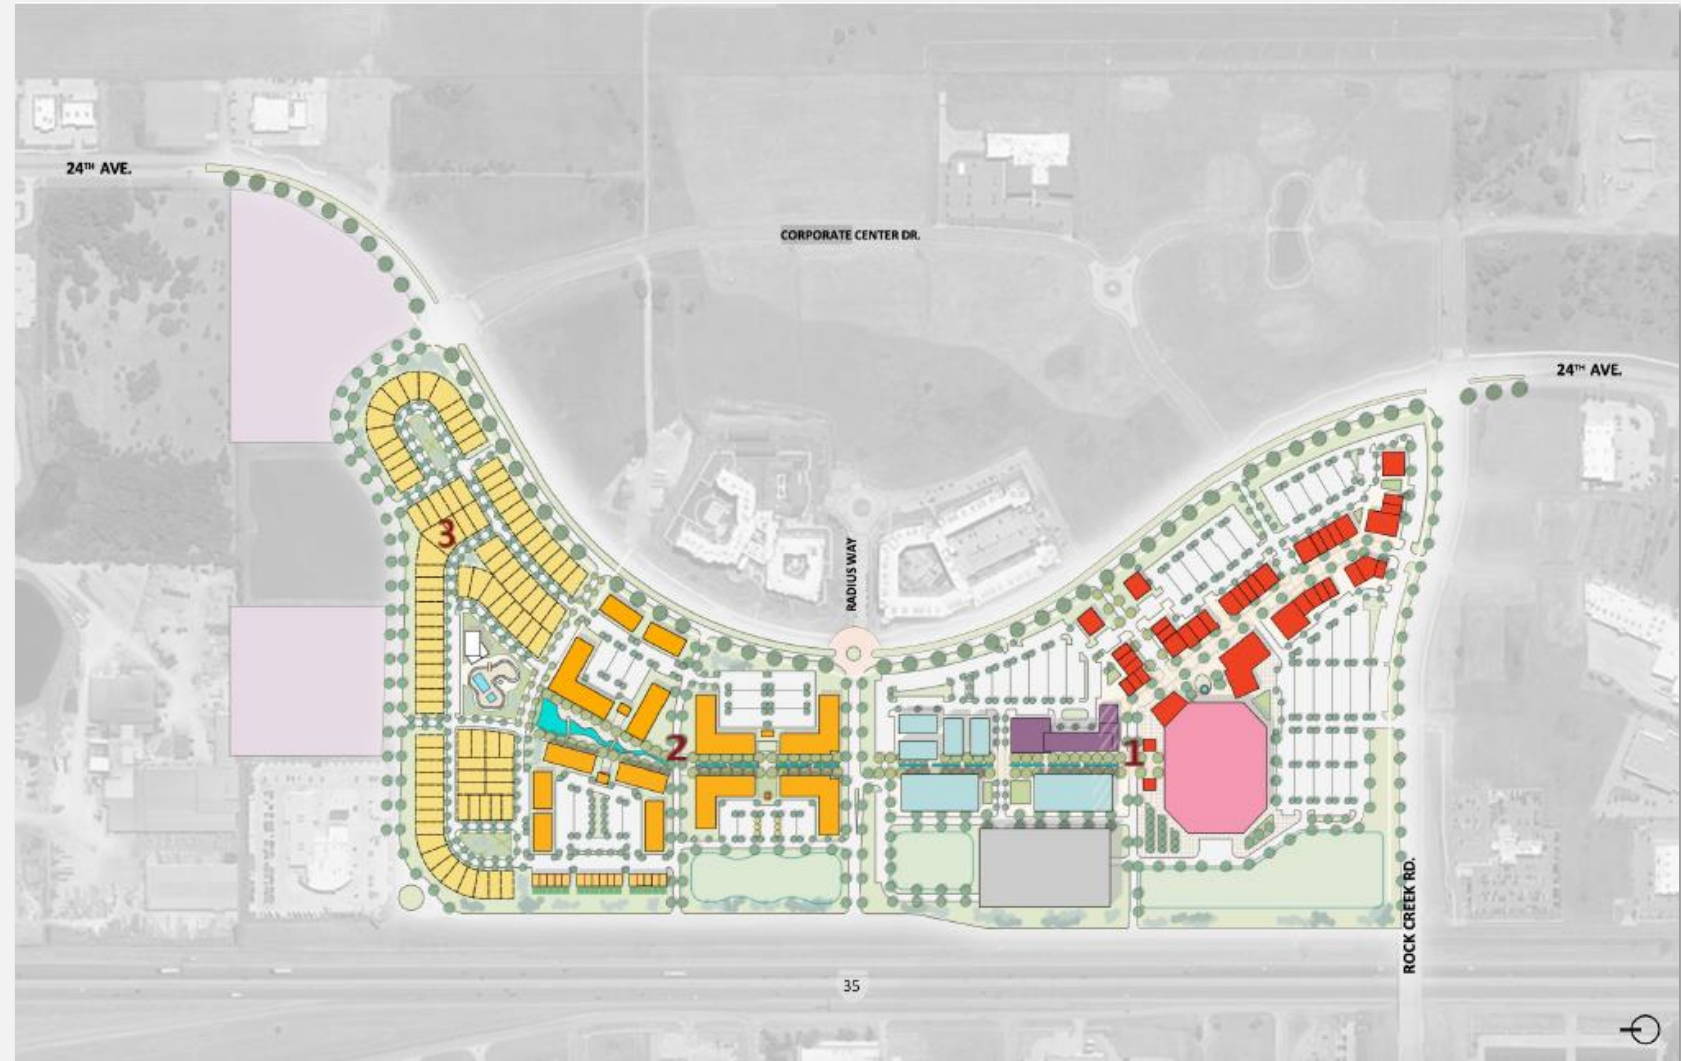 24TH AVE.
CORPORATE CENTER DR.
24TH AVE.
3
RADIUS WAY
2
1
ROCK CREEK RD.
35